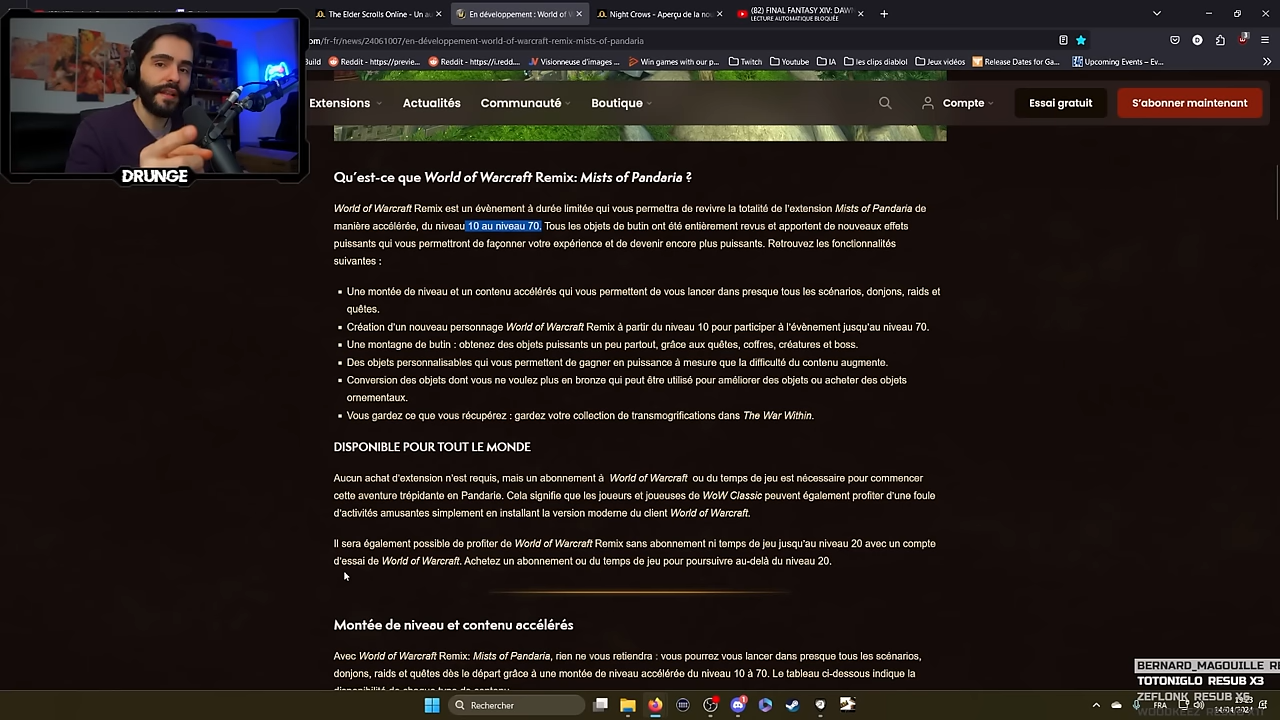 The Elder Scrolls Online - Un au
En développement : World of W
Night Crows - Aperçu de la nou
(82) FINAL FANTASY XIV: DAWN
LECTURE AUTOMATIQUE BLOQUÉE
om/fr-fr/news/24061007/en-développement-world-of-warcraft-remix-mists-of-pandaria
Build
Reddit - https://previe...
Reddit - https://i.redd...
Visionneuse d'images ...
Win games with our p...
Twitch
Youtube
IA
les clips diablol
Jeux vidéos
Release Dates for Ga...
Upcoming Events – Ev...
Extensions
Actualités
Communauté
Boutique
Compte
Essai gratuit
S'abonner maintenant
DRUNGE
Qu'est-ce que World of Warcraft Remix: Mists of Pandaria ?
World of Warcraft Remix est un évènement à durée limitée qui vous permettra de revivre la totalité de l'extension Mists of Pandaria de
manière accélérée, du niveau 10 au niveau 70. Tous les objets de butin ont été entièrement revus et apportent de nouveaux effets
puissants qui vous permettront de façonner votre expérience et de devenir encore plus puissants. Retrouvez les fonctionnalités
suivantes :
Une montée de niveau et un contenu accélérés qui vous permettent de vous lancer dans presque tous les scénarios, donjons, raids et
quêtes.
Création d'un nouveau personnage World of Warcraft Remix à partir du niveau 10 pour participer à l'évènement jusqu'au niveau 70.
Une montagne de butin : obtenez des objets puissants un peu partout, grâce aux quêtes, coffres, créatures et boss.
Des objets personnalisables qui vous permettent de gagner en puissance à mesure que la difficulté du contenu augmente.
Conversion des objets dont vous ne voulez plus en bronze qui peut être utilisé pour améliorer des objets ou acheter des objets
ornementaux.
Vous gardez ce que vous récupérez : gardez votre collection de transmogrifications dans The War Within.
DISPONIBLE POUR TOUT LE MONDE
Aucun achat d'extension n'est requis, mais un abonnement à World of Warcraft ou du temps de jeu est nécessaire pour commencer
cette aventure trépidante en Pandarie. Cela signifie que les joueurs et joueuses de WoW Classic peuvent également profiter d'une foule
d'activités amusantes simplement en installant la version moderne du client World of Warcraft.
Il sera également possible de profiter de World of Warcraft Remix sans abonnement ni temps de jeu jusqu'au niveau 20 avec un compte
d'essai de World of Warcraft. Achetez un abonnement ou du temps de jeu pour poursuivre au-delà du niveau 20.
Montée de niveau et contenu accélérés
Avec World of Warcraft Remix: Mists of Pandaria, rien ne vous retiendra : vous pourrez vous lancer dans presque tous les scénarios,
donjons, raids et quêtes dès le départ grâce à une montée de niveau accélérée du niveau 10 à 70. Le tableau ci-dessous indique la
disponibilité de chaque type de contenu.
BERNARD_MAGOUILLE RE
TOTONIGLO RESUB X3
ZEFLONK RESUB X6
Rechercher
FRA
19:23
14/04/2024